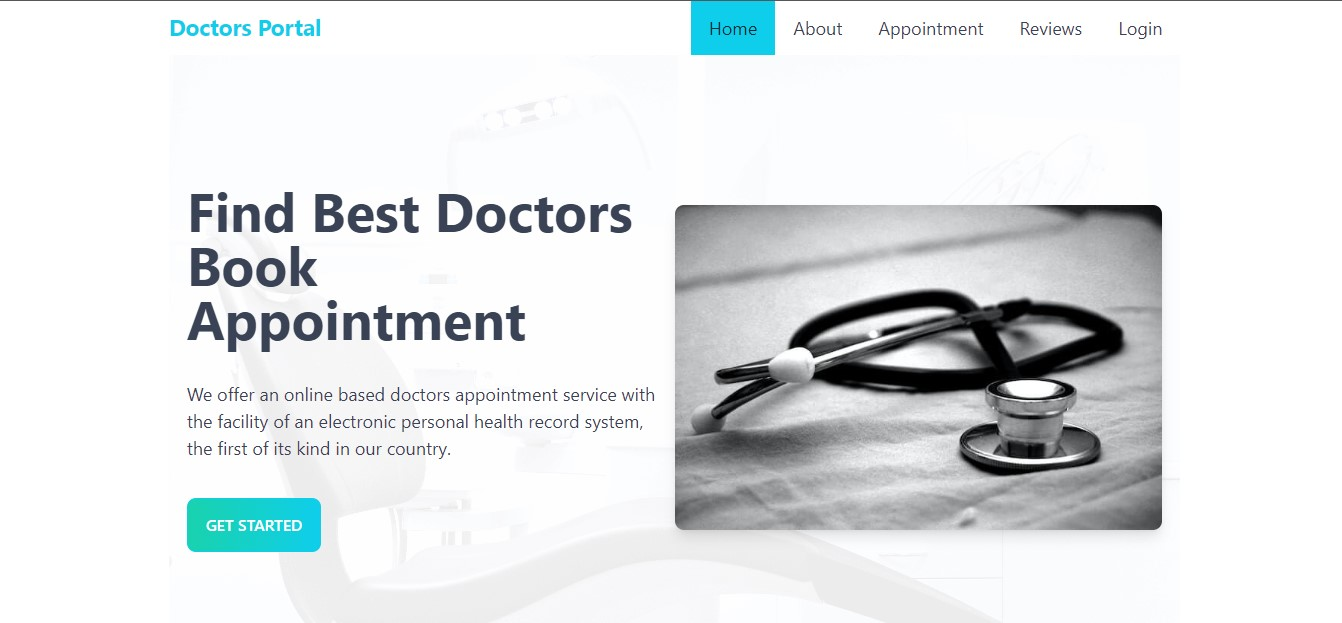 Doctors Portal
Home About Appointment Reviews Login
Find Best Doctors
Book
Appointment
We offer an online based doctors appointment service with
the facility of an electronic personal health record system,
the first of its kind in our country.
GET STARTED